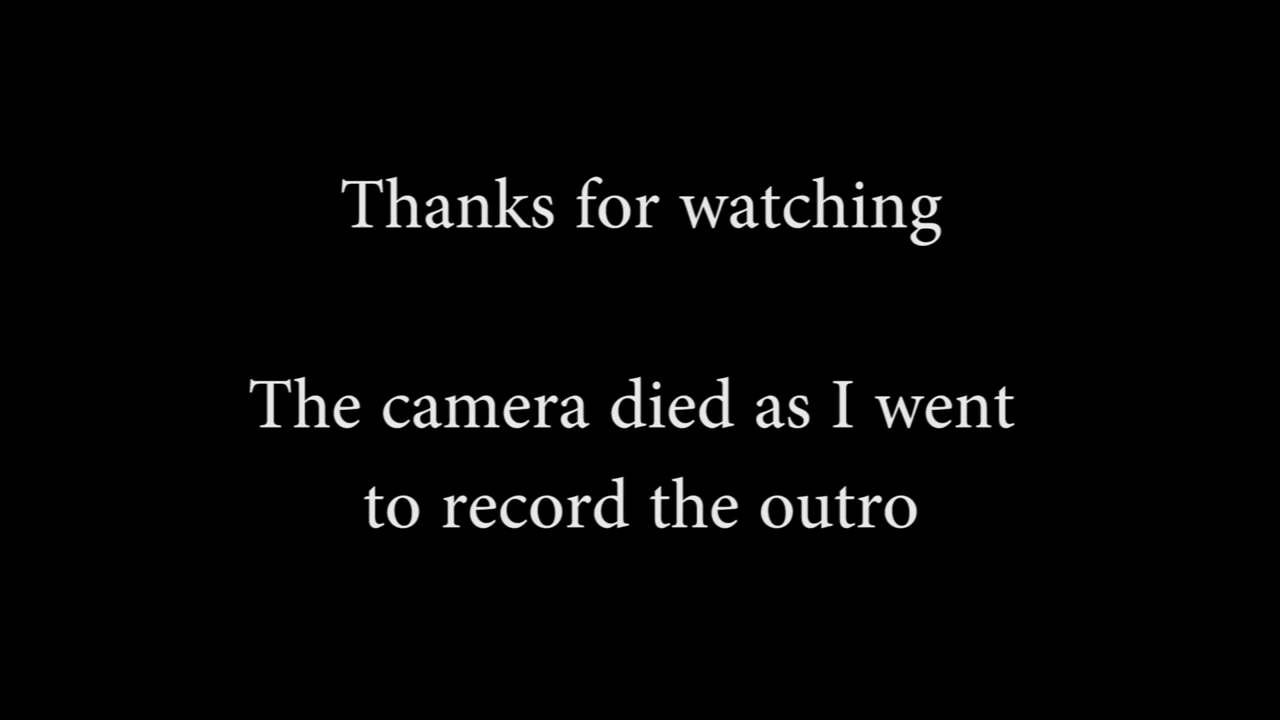 Thanks for watching
The camera died as I went
to record the outro